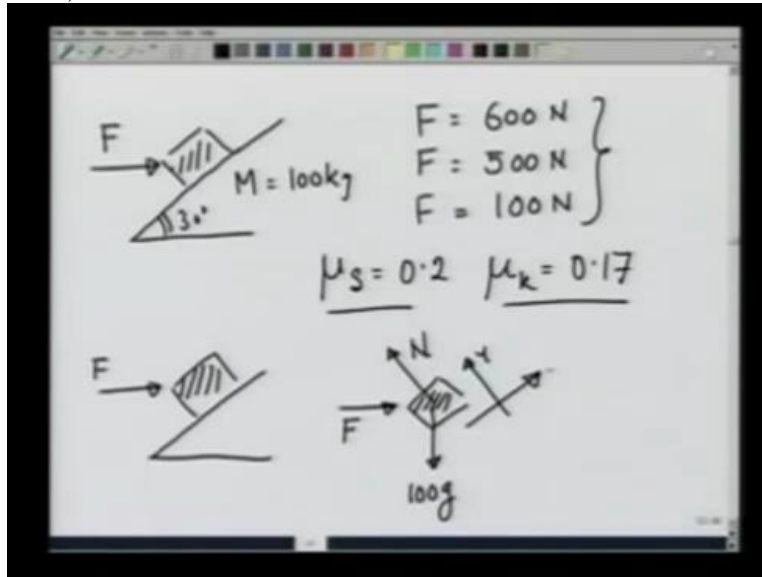 F
M = 100kg
30°
F = 600 N
F = 500 N
F = 100 N
μs = 0.2 μk = 0.17
F
N
Y
F
100g